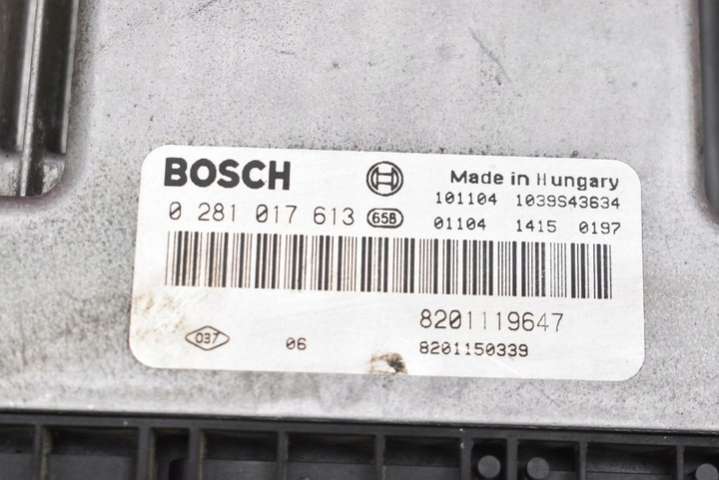 BOSCH Made in Hungary
101104 1039S43634
0 281 017 613 658 01104 1415 0197
8201119647
037 06 8201150339